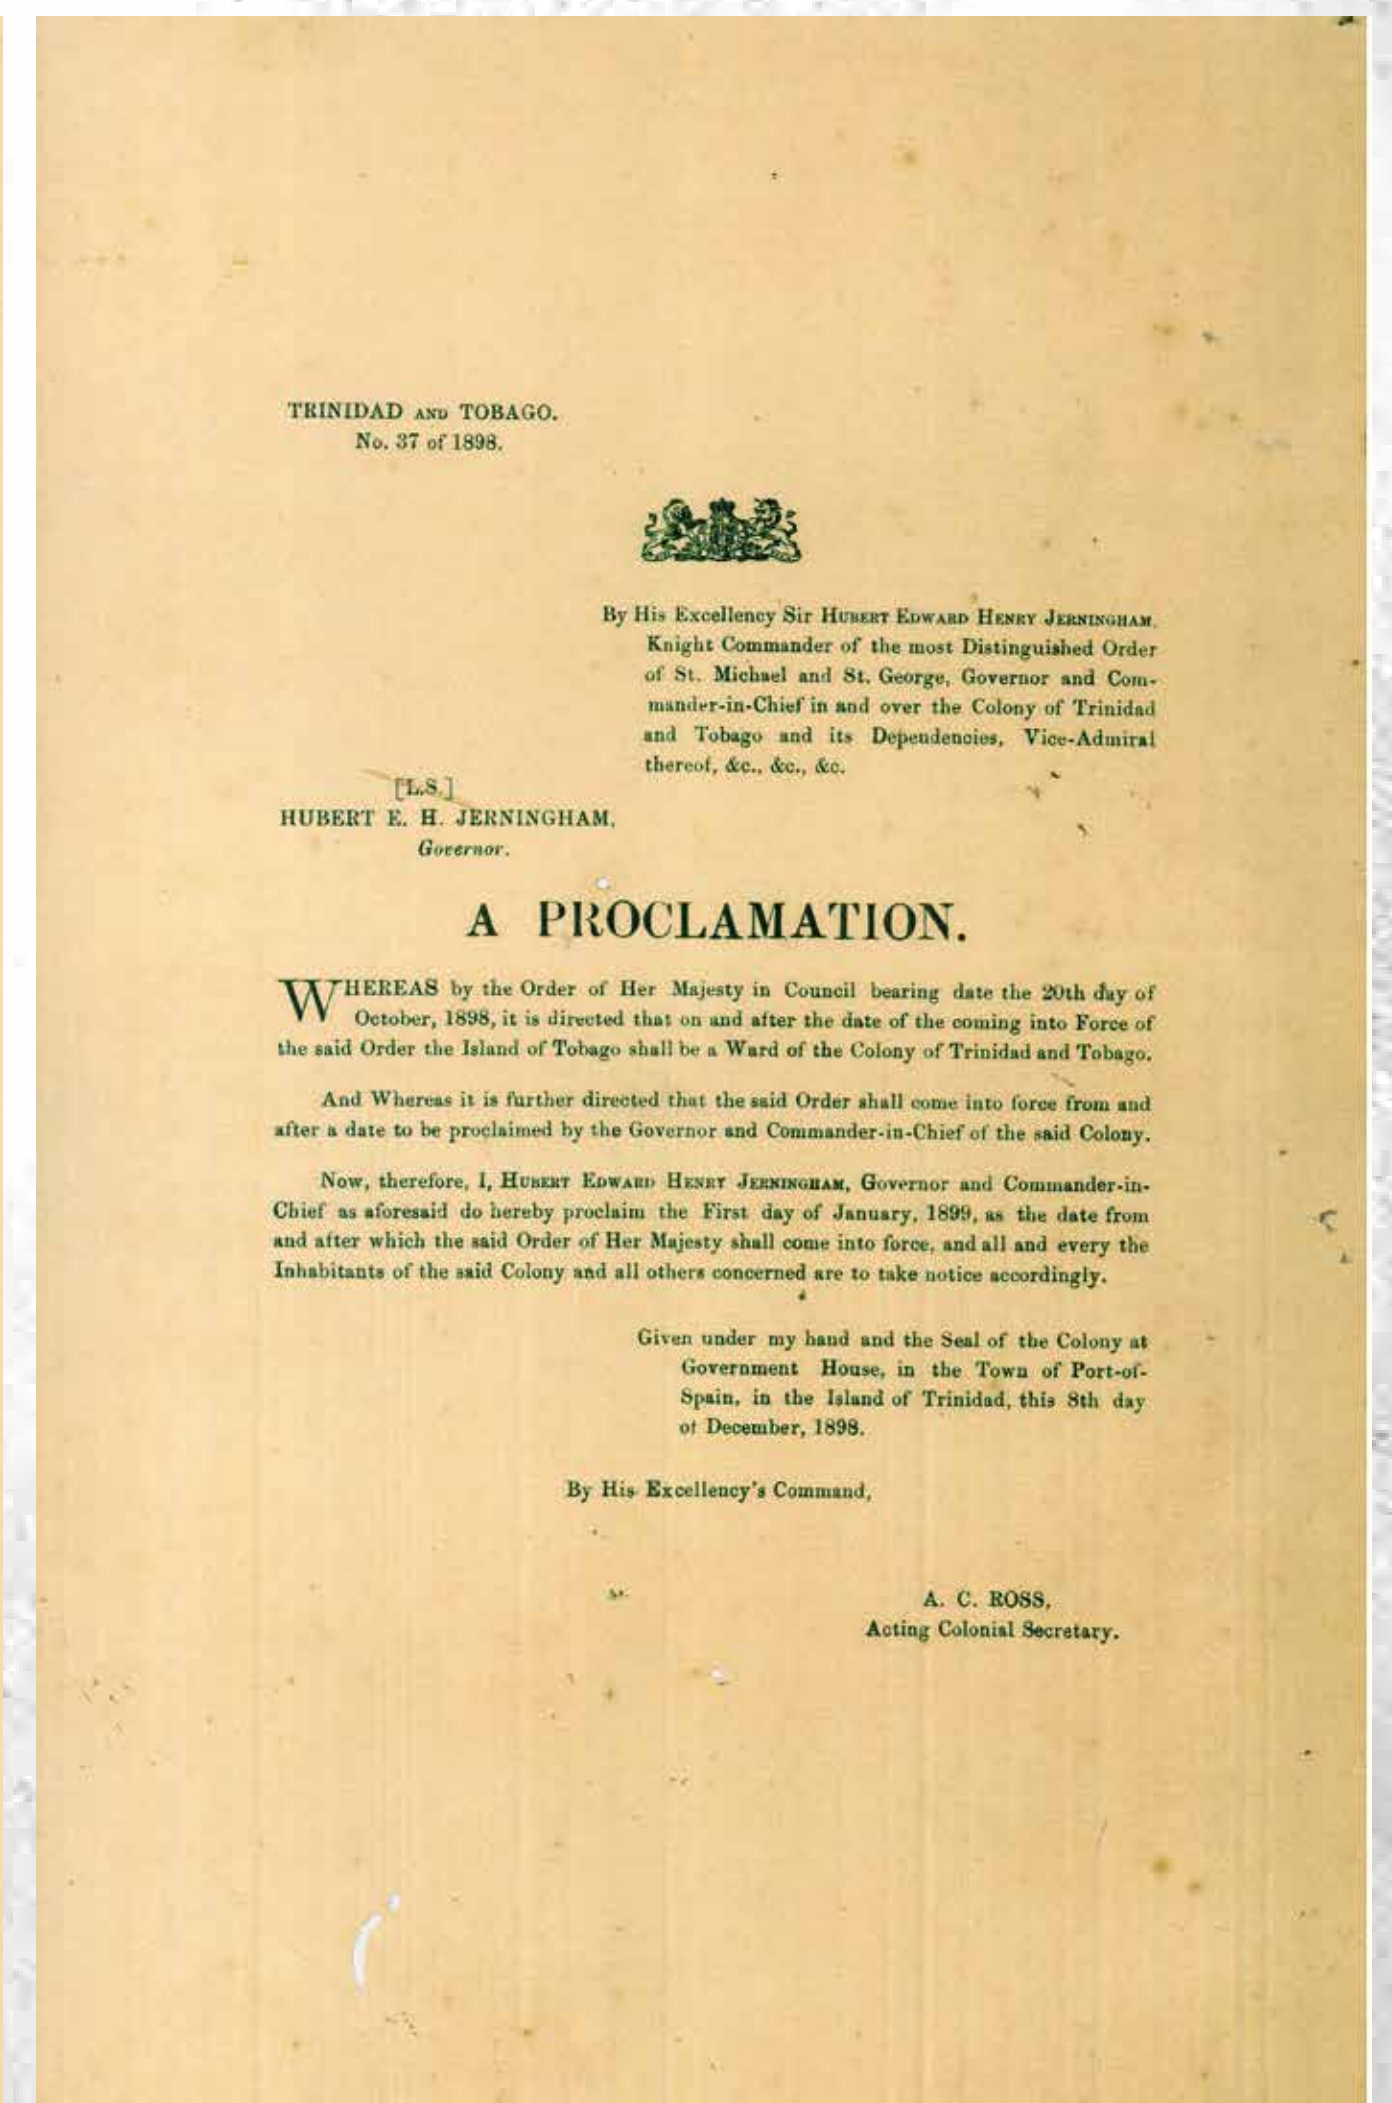 TRINIDAD AND TOBAGO.
No. 37 of 1898.
By His Excellency Sir HUBERT EDWARD HENRY JERNINGHAM,
Knight Commander of the most Distinguished Order
of St. Michael and St. George, Governor and Com-
mander-in-Chief in and over the Colony of Trinidad
and Tobago and its Dependencies, Vice-Admiral
thereof, &c., &c., &c.
[L.S.]
HUBERT E. H. JERNINGHAM,
Governor.
A PROCLAMATION.
WHEREAS by the Order of Her Majesty in Council bearing date the 20th day of
October, 1898, it is directed that on and after the date of the coming into Force of
the said Order the Island of Tobago shall be a Ward of the Colony of Trinidad and Tobago.
And Whereas it is further directed that the said Order shall come into force from and
after a date to be proclaimed by the Governor and Commander-in-Chief of the said Colony.
Now, therefore, I, HUBERT EDWARD HENRY JERNINGHAM, Governor and Commander-in-
Chief as aforesaid do hereby proclaim the First day of January, 1899, as the date from
and after which the said Order of Her Majesty shall come into force, and all and every the
Inhabitants of the said Colony and all others concerned are to take notice accordingly.
Given under my hand and the Seal of the Colony at
Government House, in the Town of Port-of-
Spain, in the Island of Trinidad, this 8th day
of December, 1898.
By His Excellency's Command,
A. C. ROSS,
Acting Colonial Secretary.